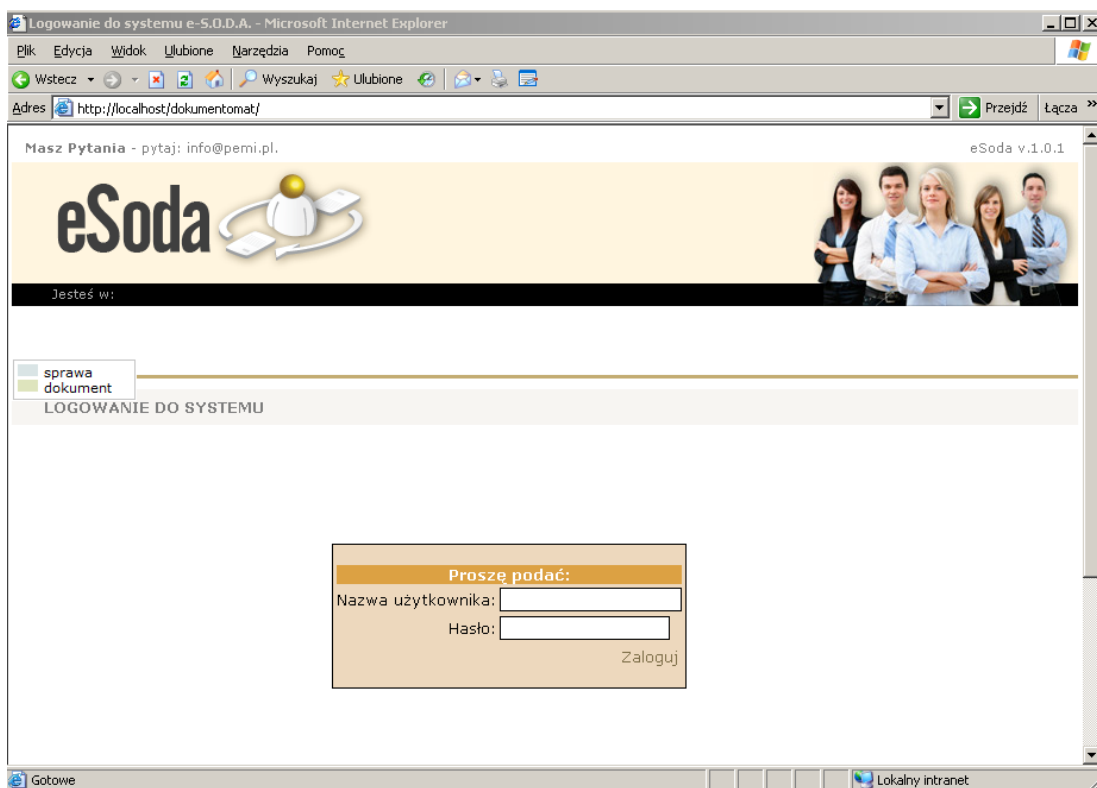 Logowanie do systemu e-S.O.D.A. - Microsoft Internet Explorer
Plik Edycja Widok Ulubione Narzędzia Pomoc
Wstecz Wyszukaj Ulubione
Adres http://localhost/dokumentomat/ Przejdź Łącza »
Masz Pytania - pytaj: info@pemi.pl. eSoda v.1.0.1
eSoda
Jesteś w:
sprawa
dokument
LOGOWANIE DO SYSTEMU
Proszę podać:
Nazwa użytkownika:
Hasło:
Zaloguj
Gotowe Lokalny intranet